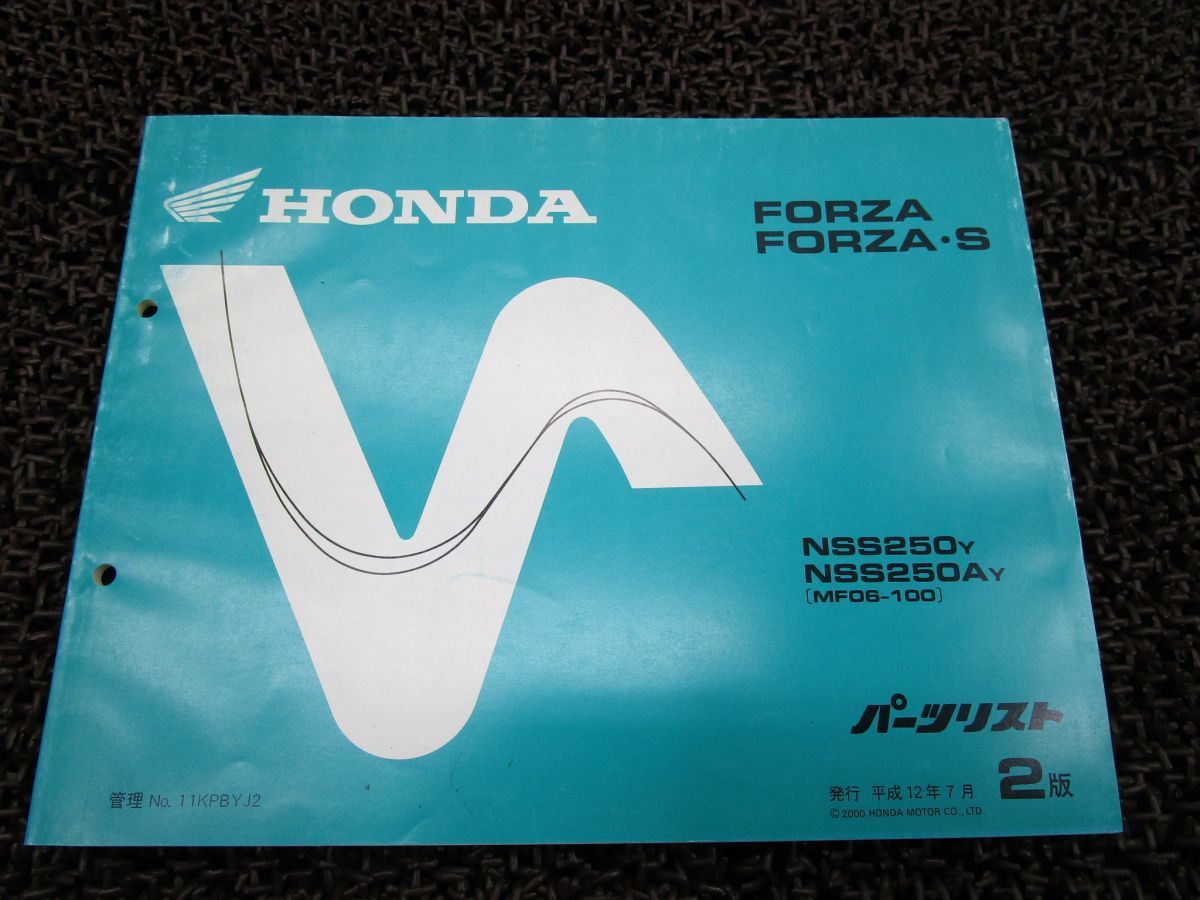 HONDA
FORZA
FORZA・S
NSS250Y
NSS250AY
〔MF06-100〕
パーツリスト
発行 平成12年7月 2版
© 2000 HONDA MOTOR CO., LTD.
管理 No. 11KPBYJ2